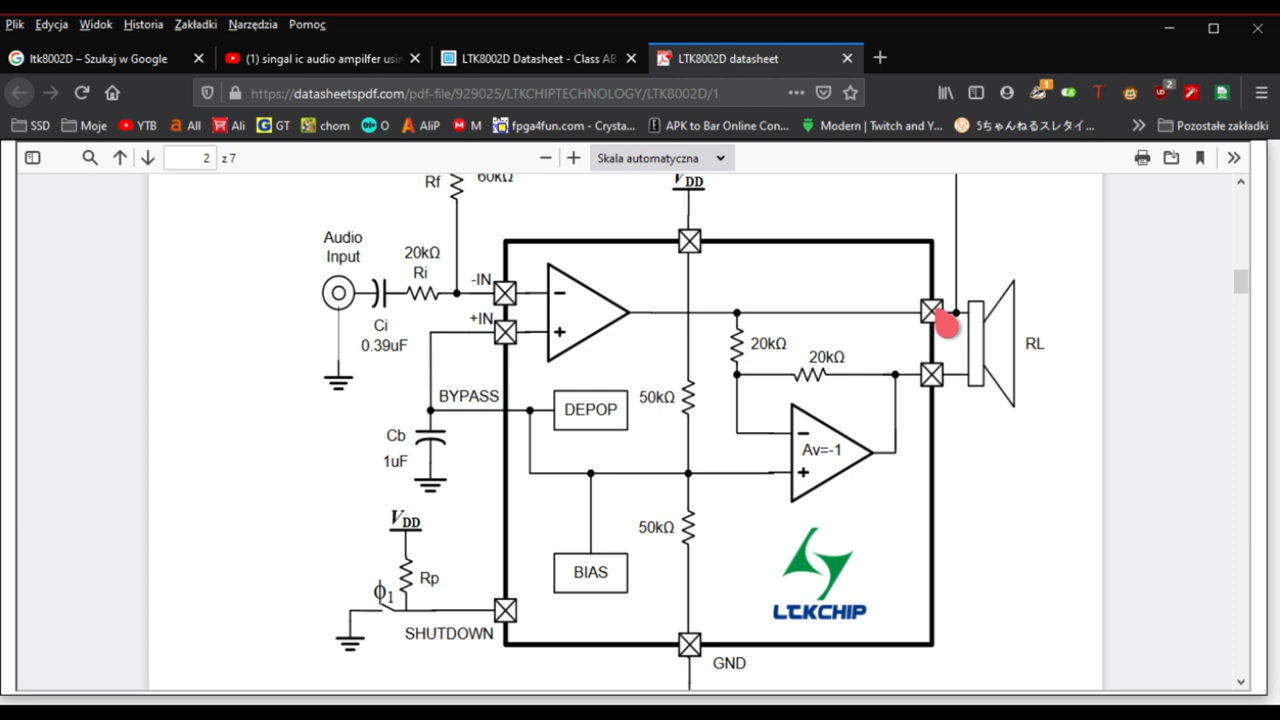 Plik Edycja Widok Historia Zakładki Narzędzia Pomoc
ltk8002D – Szukaj w Google
(1) singal ic audio ampilfer usin
LTK8002D Datasheet - Class AB
LTK8002D datasheet
https://datasheetspdf.com/pdf-file/929025/LTKCHIPTECHNOLOGY/LTK8002D/1
1
2
SSD Moje YTB All Ali GT chom O AliP M fpga4fun.com - Crysta... APK to Bar Online Con... Modern | Twitch and Y... 5ちゃんねるスレタイ... Pozostałe zakładki
2 z 7
Skala automatyczna
Rf 60kΩ
VDD
Audio
Input
20kΩ
Ri
-IN
+IN
Ci
0.39uF
20kΩ
20kΩ
RL
BYPASS
DEPOP
50kΩ
Cb
1uF
Av=-1
VDD
50kΩ
Rp
BIAS
ϕ1
LTKCHIP
SHUTDOWN
GND